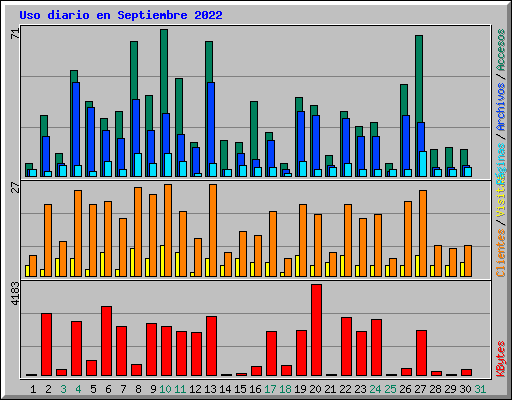 Uso diario en Septiembre 2022
71
27
4183
Clientes / Visitas
Páginas / Archivos / Accesos
KBytes
1 2 3 4 5 6 7 8 9 10 11 12 13 14 15 16 17 18 19 20 21 22 23 24 25 26 27 28 29 30 31